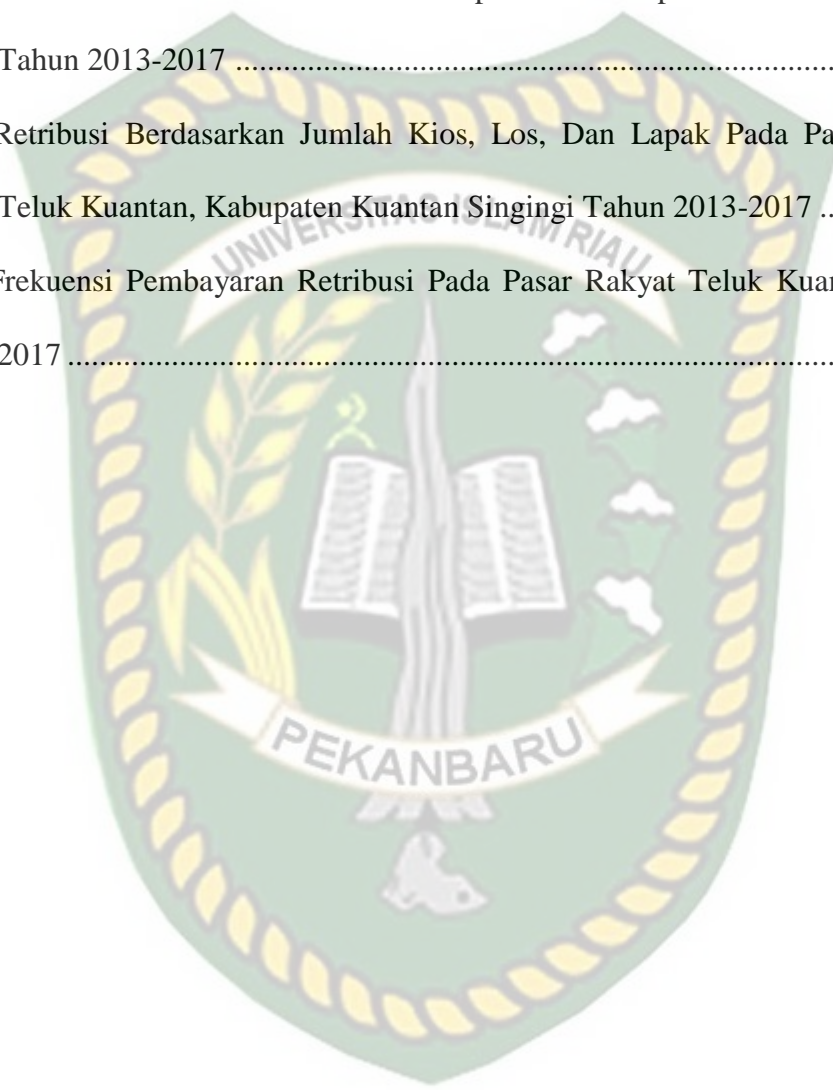 Tahun 2013-2017 ........................................................................
Retribusi Berdasarkan Jumlah Kios, Los, Dan Lapak Pada Pa
Teluk Kuantan, Kabupaten Kuantan Singingi Tahun 2013-2017 ..
Frekuensi Pembayaran Retribusi Pada Pasar Rakyat Teluk Kuan
2017 ..........................................................................................
UNIVERSITAS ISLAM RIAU
PEKANBARU